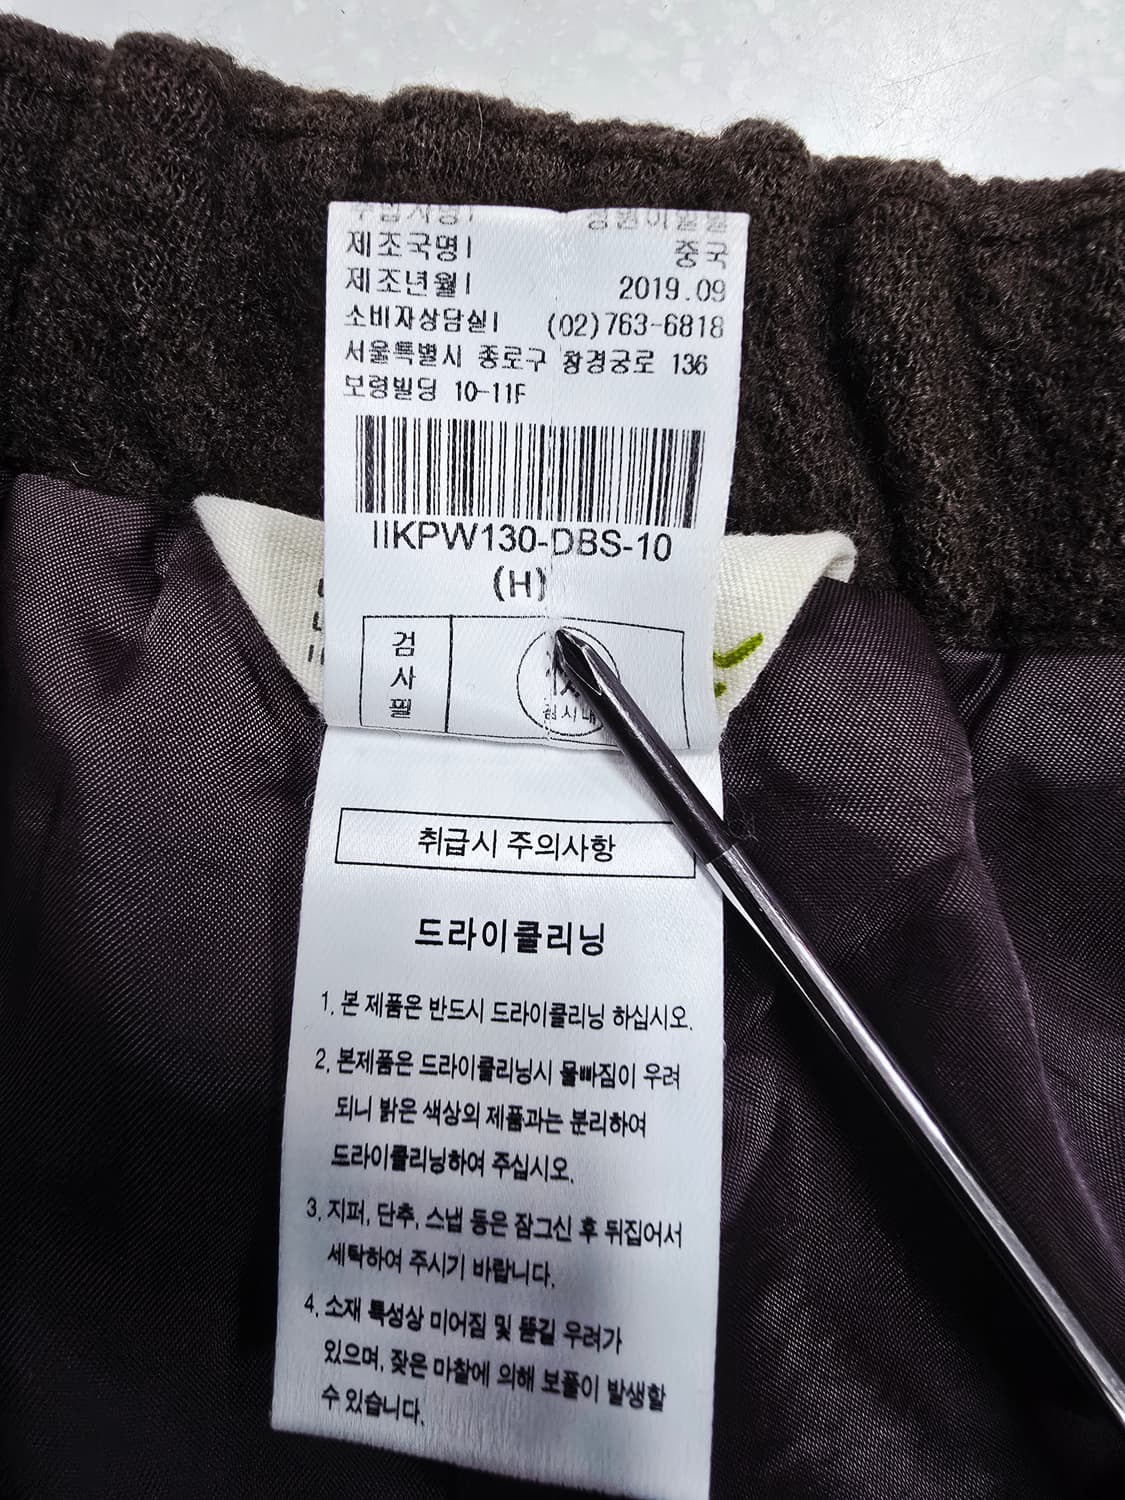 제조국명| 중국
제조년월| 2019.09
소비자상담실| (02)763-6818
서울특별시 종로구 창경궁로 136
보령빌딩 10-11F
IIKPW130-DBS-10
(H)
검
사
필
취급시 주의사항
드라이클리닝
1. 본 제품은 반드시 드라이클리닝 하십시오.
2. 본제품은 드라이클리닝시 물빠짐이 우려
되니 밝은 색상의 제품과는 분리하여
드라이클리닝하여 주십시오.
3. 지퍼, 단추, 스냅 등은 잠그신 후 뒤집어서
세탁하여 주시기 바랍니다.
4. 소재 특성상 미어짐 및 뜯길 우려가
있으며, 잦은 마찰에 의해 보풀이 발생할
수 있습니다.